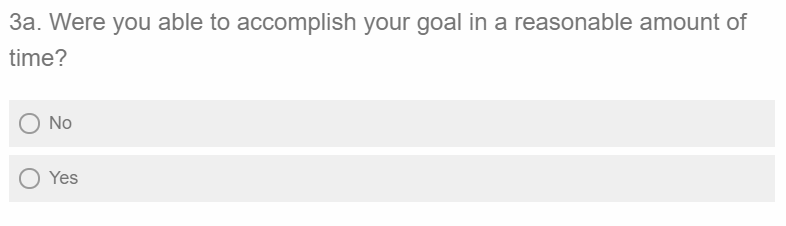 3a. Were you able to accomplish your goal in a reasonable amount of
time?
No
Yes